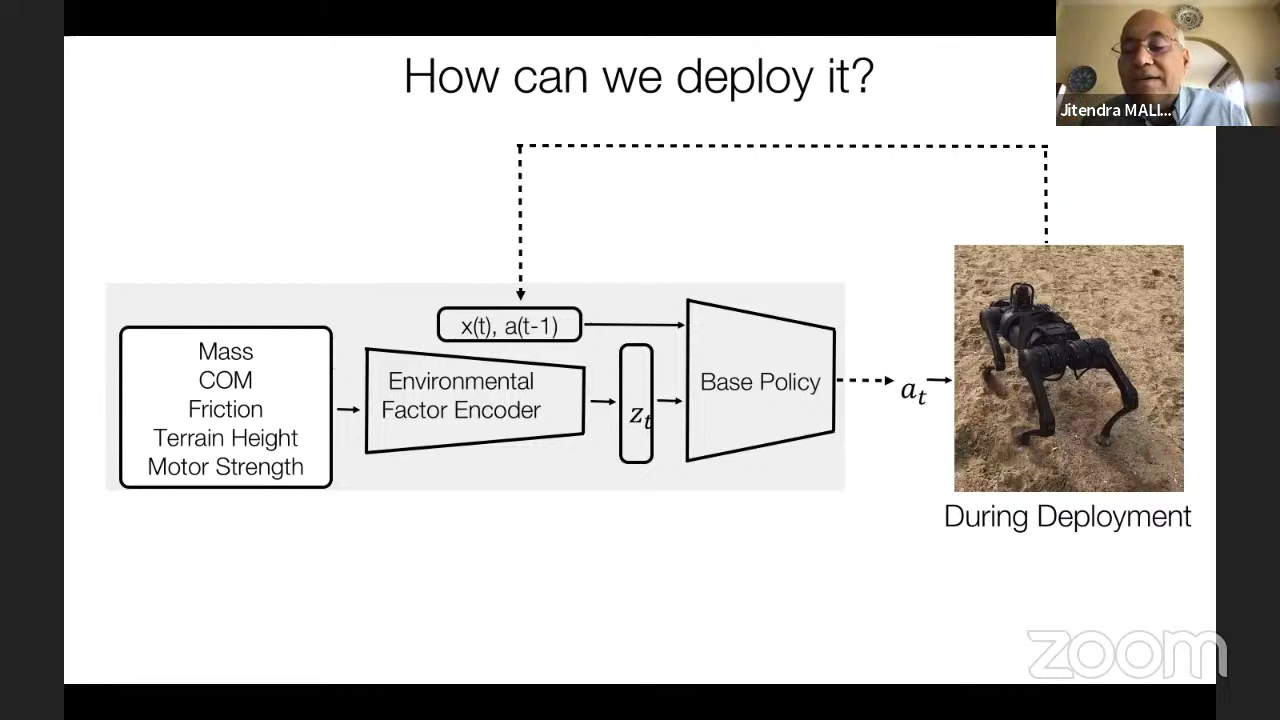 How can we deploy it?
Jitendra MALI...
x(t), a(t-1)
Mass
COM
Friction
Terrain Height
Motor Strength
Environmental
Factor Encoder
z_t
Base Policy
a_t
During Deployment
zoom